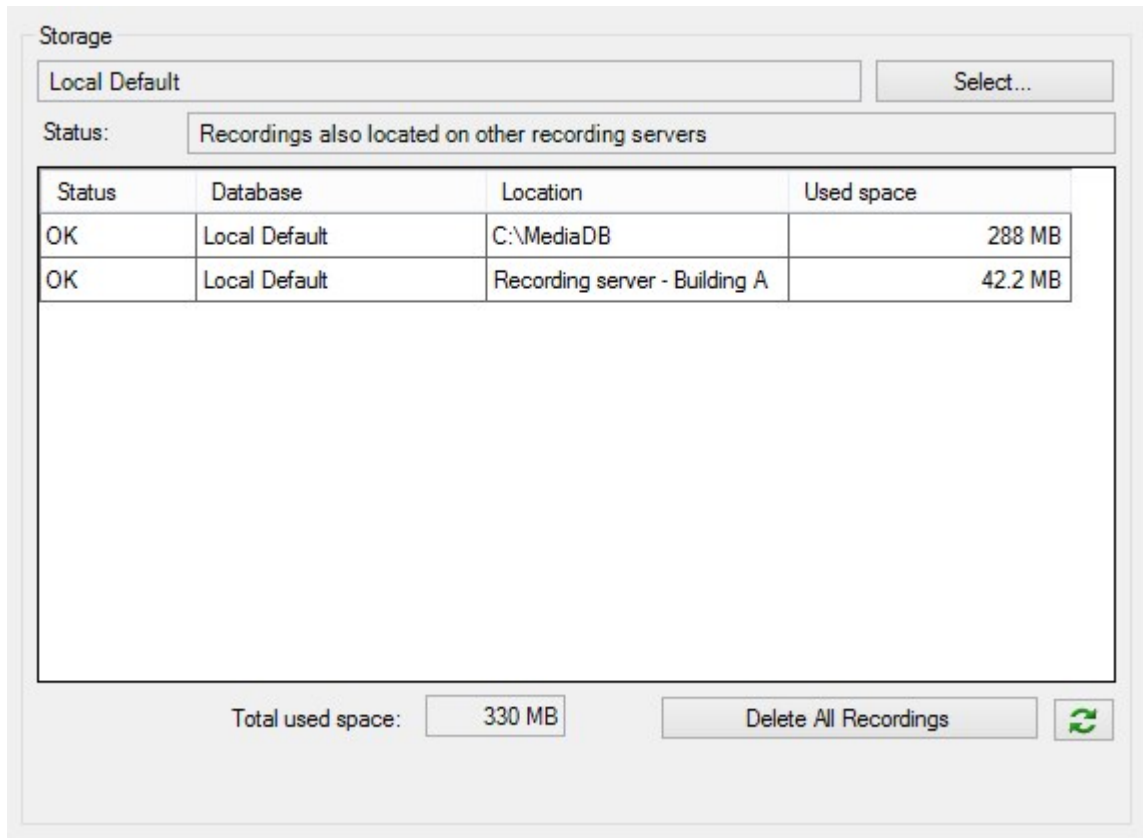 Storage
Local Default Select...
Status: Recordings also located on other recording servers
Status Database Location Used space
OK Local Default C:\MediaDB 288 MB
OK Local Default Recording server - Building A 42.2 MB
Total used space: 330 MB Delete All Recordings